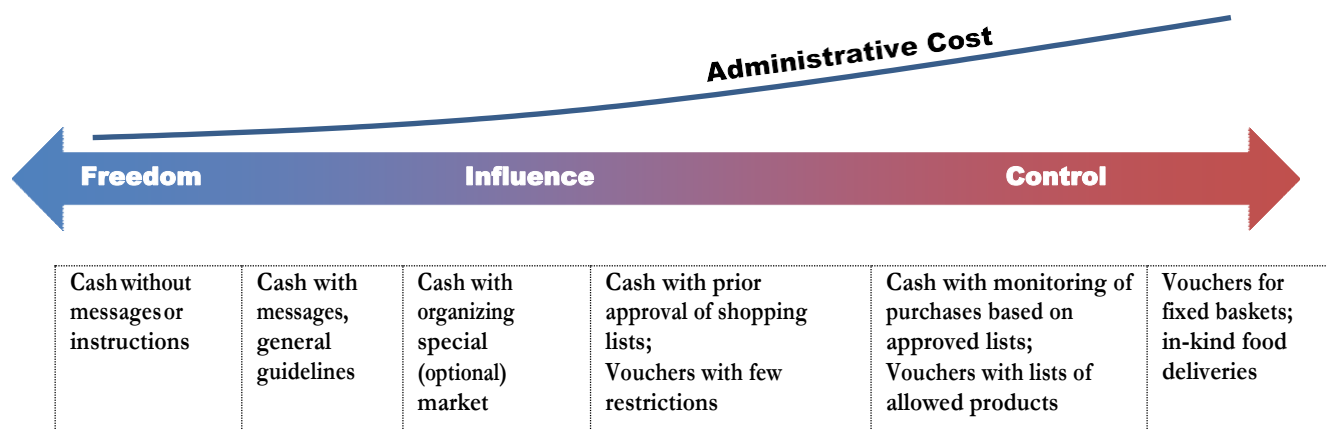 Administrative Cost
Freedom
Influence
Control
Cash without
messages or
instructions
Cash with
messages,
general
guidelines
Cash with
organizing
special
(optional)
market
Cash with prior
approval of shopping
lists;
Vouchers with few
restrictions
Cash with monitoring of
purchases based on
approved lists;
Vouchers with lists of
allowed products
Vouchers for
fixed baskets;
in-kind food
deliveries